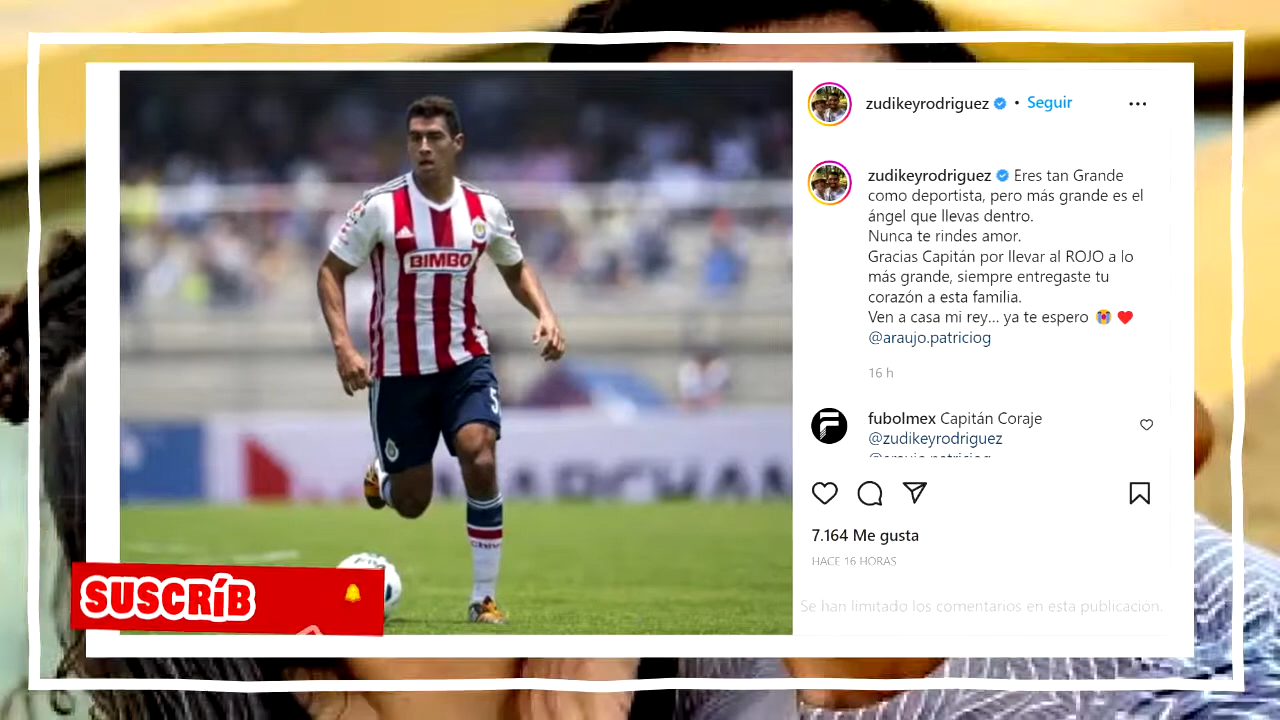 zudikeyrodriguez • Seguir
zudikeyrodriguez Eres tan Grande
como deportista, pero más grande es el
ángel que llevas dentro.
Nunca te rindes amor.
Gracias Capitán por llevar al ROJO a lo
más grande, siempre entregaste tu
corazón a esta familia.
Ven a casa mi rey... ya te espero 😭 ♥️
@araujo.patriciog
16 h
fubolmex Capitán Coraje
@zudikeyrodriguez
@araujo.patriciog
7.164 Me gusta
HACE 16 HORAS
Se han limitado los comentarios en esta publicación.
BIMBO
5
SUSCRÍB